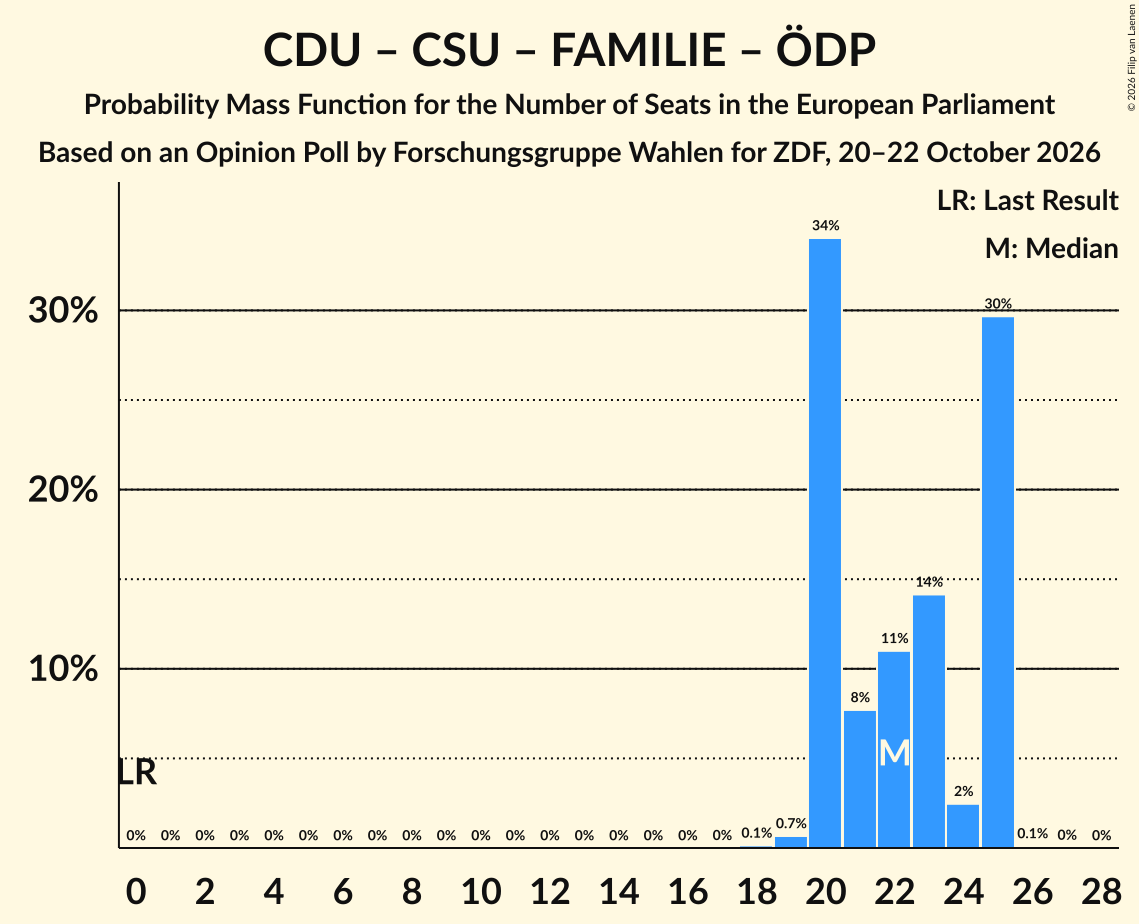 CDU – CSU – FAMILIE – ÖDP
Probability Mass Function for the Number of Seats in the European Parliament
Based on an Opinion Poll by Forschungsgruppe Wahlen for ZDF, 20–22 October 2026
© 2026 Filip van Laenen
LR: Last Result
M: Median
30%
20%
10%
34%
30%
14%
11%
8%
M
LR
2%
0% 0% 0% 0% 0% 0% 0% 0% 0% 0% 0% 0% 0% 0% 0% 0% 0% 0% 0.1% 0.7% 0.1% 0% 0%
0 2 4 6 8 10 12 14 16 18 20 22 24 26 28